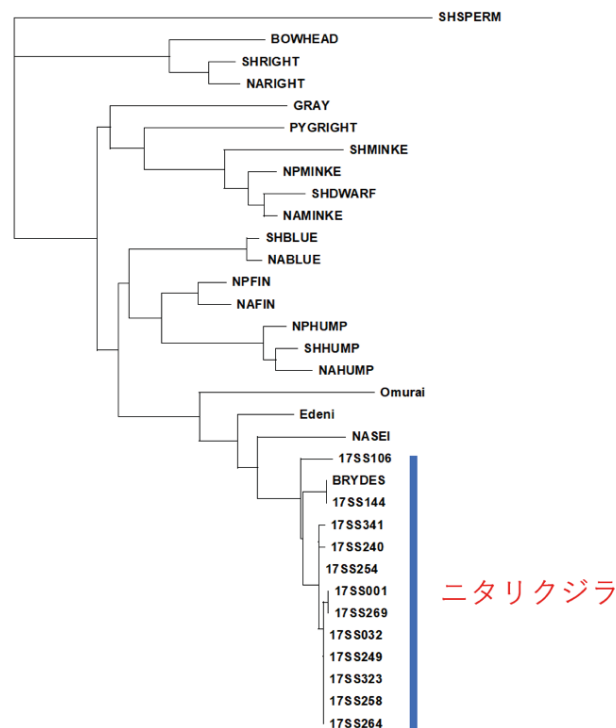 SHSPERM
BOWHEAD
SHRIGHT
NARIGHT
GRAY
PYGRIGHT
SHMINKE
NPMINKE
SHDWARF
NAMINKE
SHBLUE
NABLUE
NPFIN
NAFIN
NPHUMP
SHHUMP
NAHUMP
Omurai
Edeni
NASEI
17SS106
BRYDES
17SS144
17SS341
17SS240
17SS254
17SS001
ニタリクジラ
17SS269
17SS032
17SS249
17SS323
17SS258
17SS264